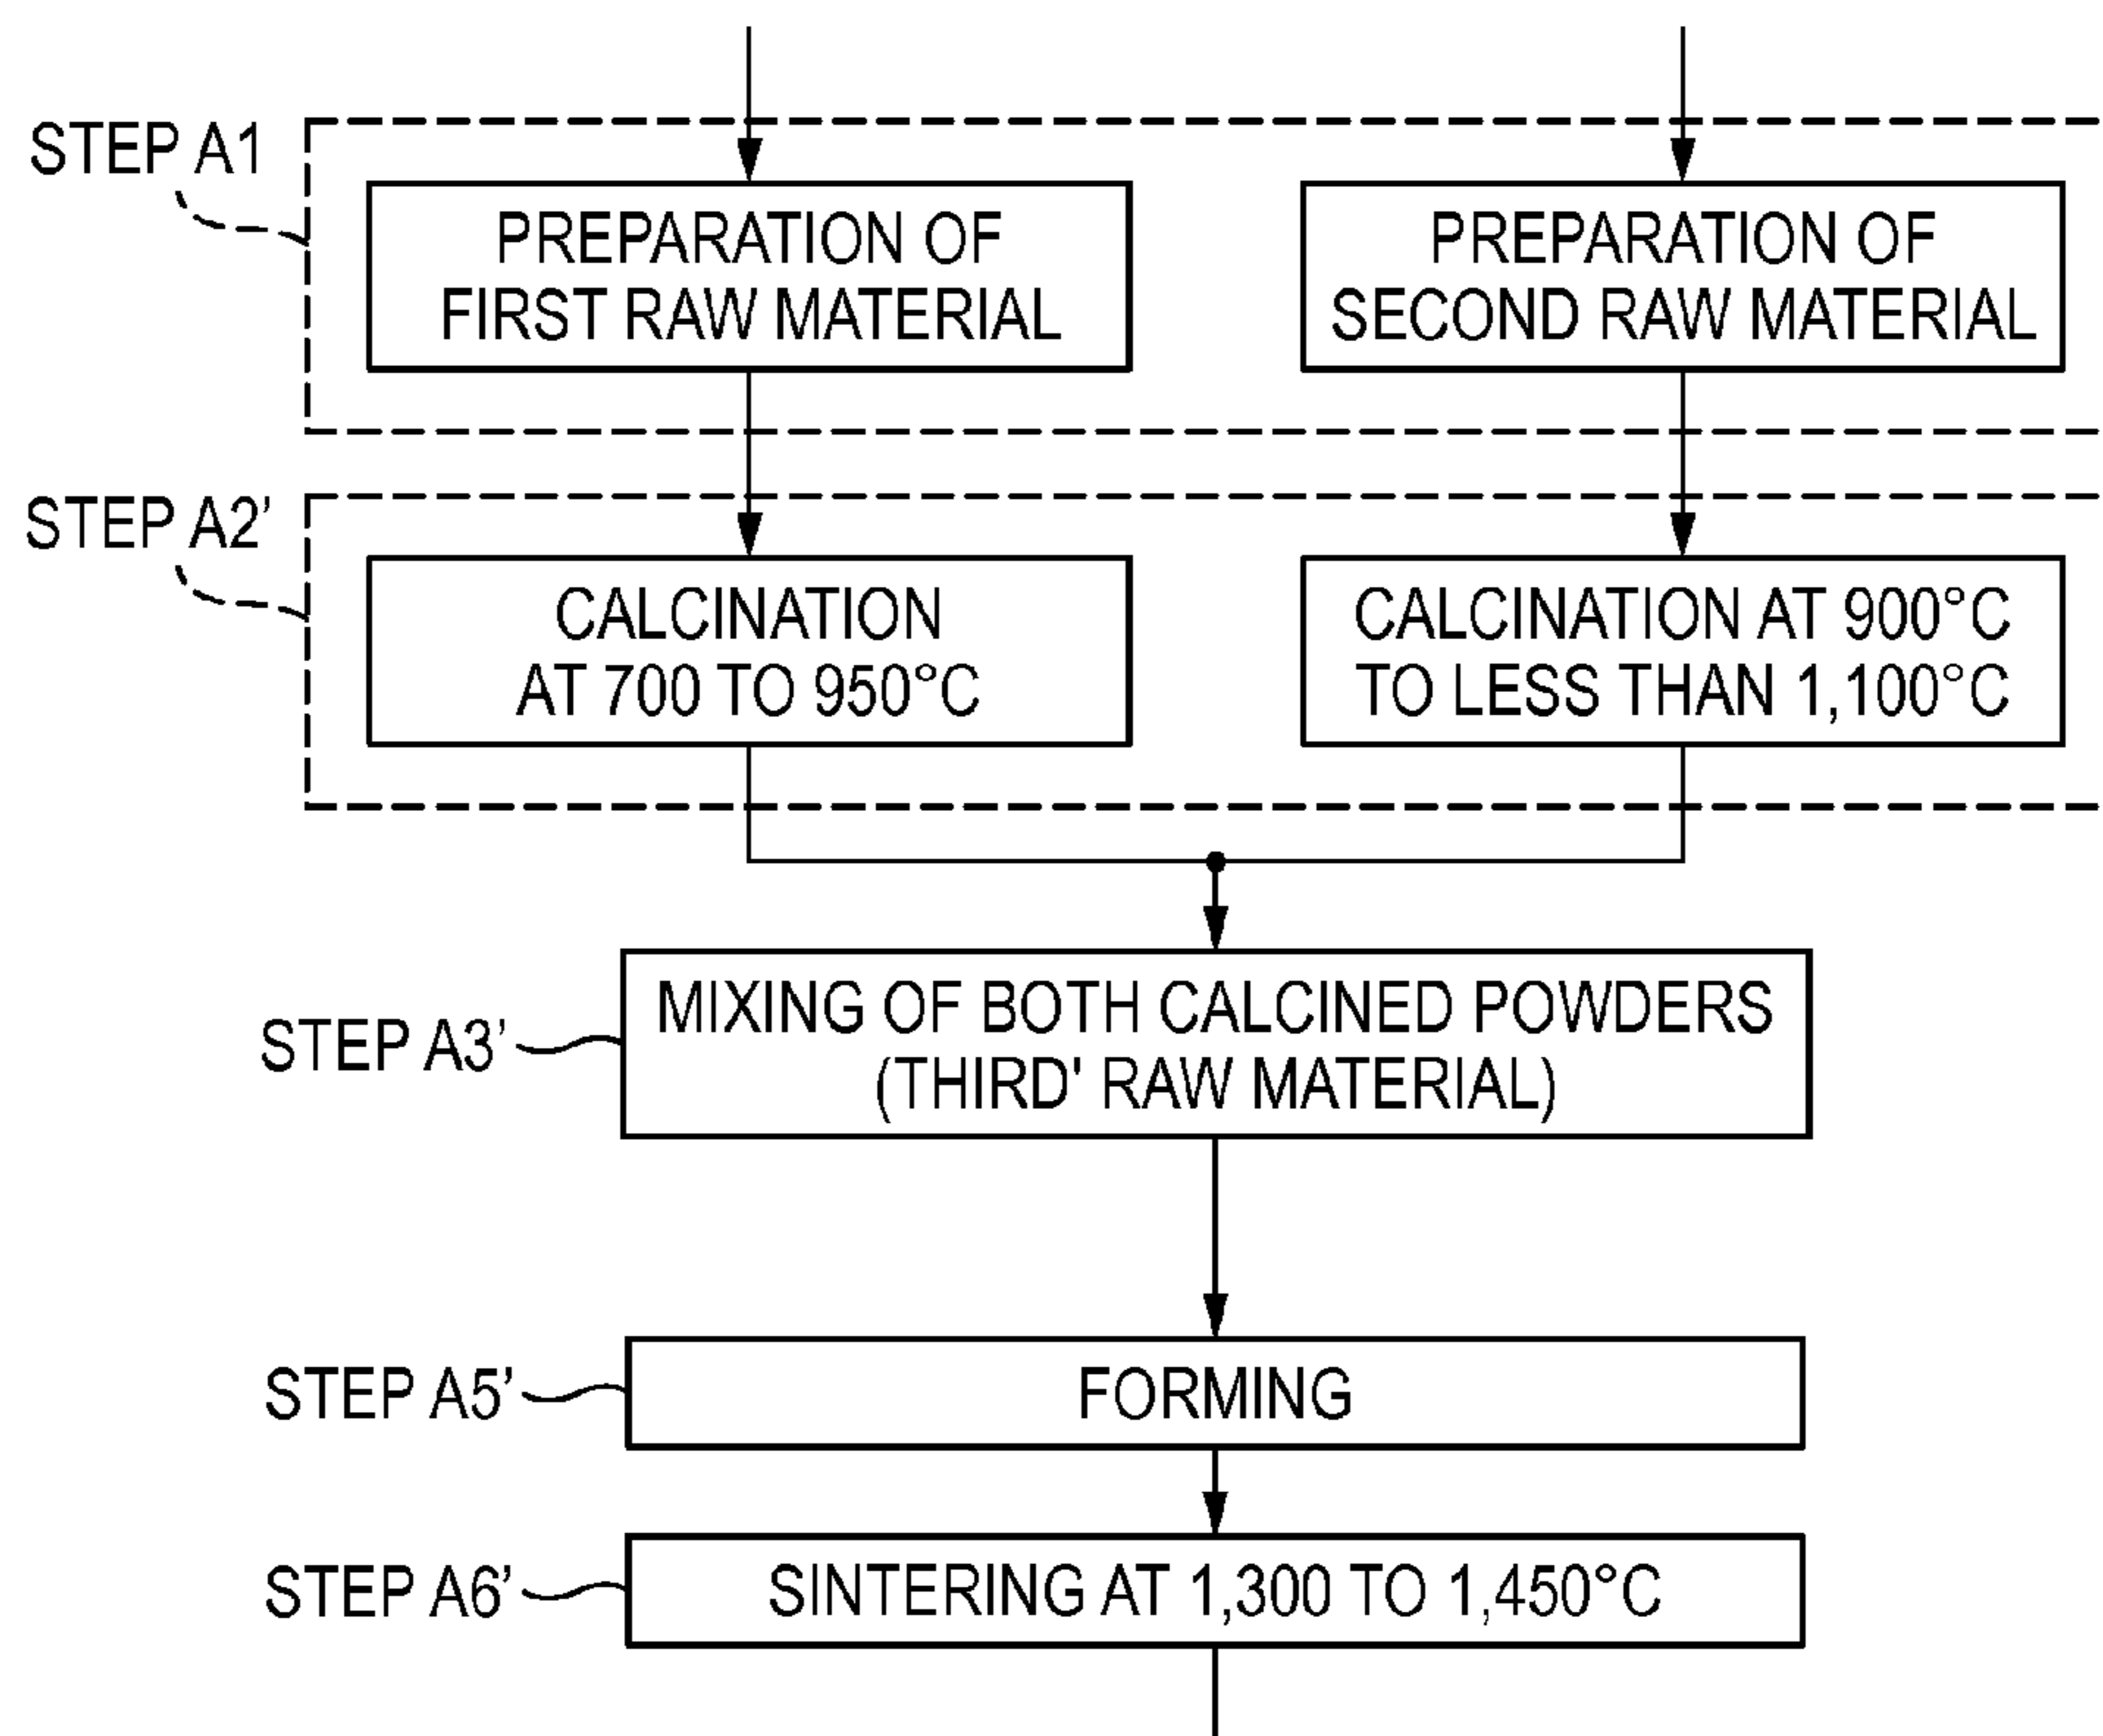 STEP A1
PREPARATION OF
FIRST RAW MATERIAL
PREPARATION OF
SECOND RAW MATERIAL
STEP A2’
CALCINATION
AT 700 TO 950°C
CALCINATION AT 900°C
TO LESS THAN 1,100°C
STEP A3’
MIXING OF BOTH CALCINED POWDERS
(THIRD' RAW MATERIAL)
STEP A5’
FORMING
STEP A6’
SINTERING AT 1,300 TO 1,450°C